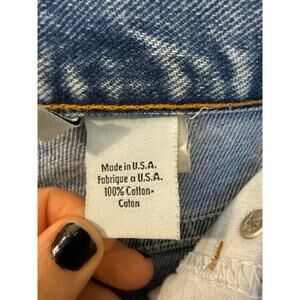 Made in U.S.A.
Fabrique a U.S.A.
100% Cotton-
Coton